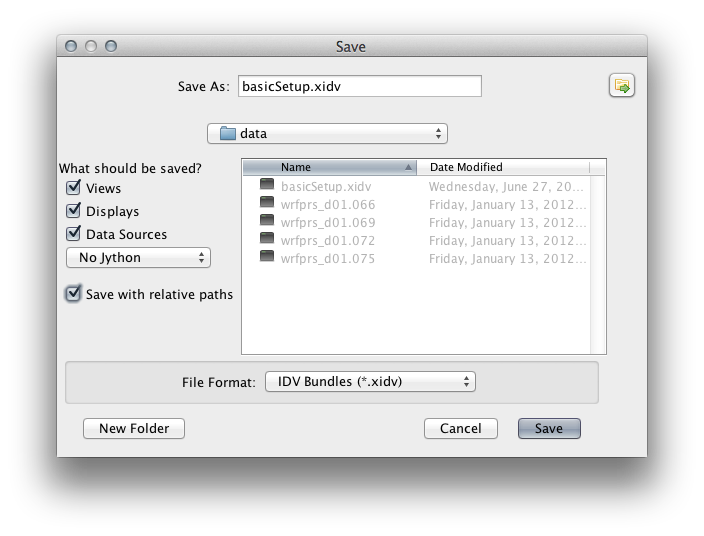 Save
Save As: basicSetup.xidv
data
What should be saved?
Views
Displays
Data Sources
No Jython
Save with relative paths
Name Date Modified
basicSetup.xidv Wednesday, June 27, 20...
wrfprs_d01.066 Friday, January 13, 2012...
wrfprs_d01.069 Friday, January 13, 2012...
wrfprs_d01.072 Friday, January 13, 2012...
wrfprs_d01.075 Friday, January 13, 2012...
File Format: IDV Bundles (*.xidv)
New Folder Cancel Save